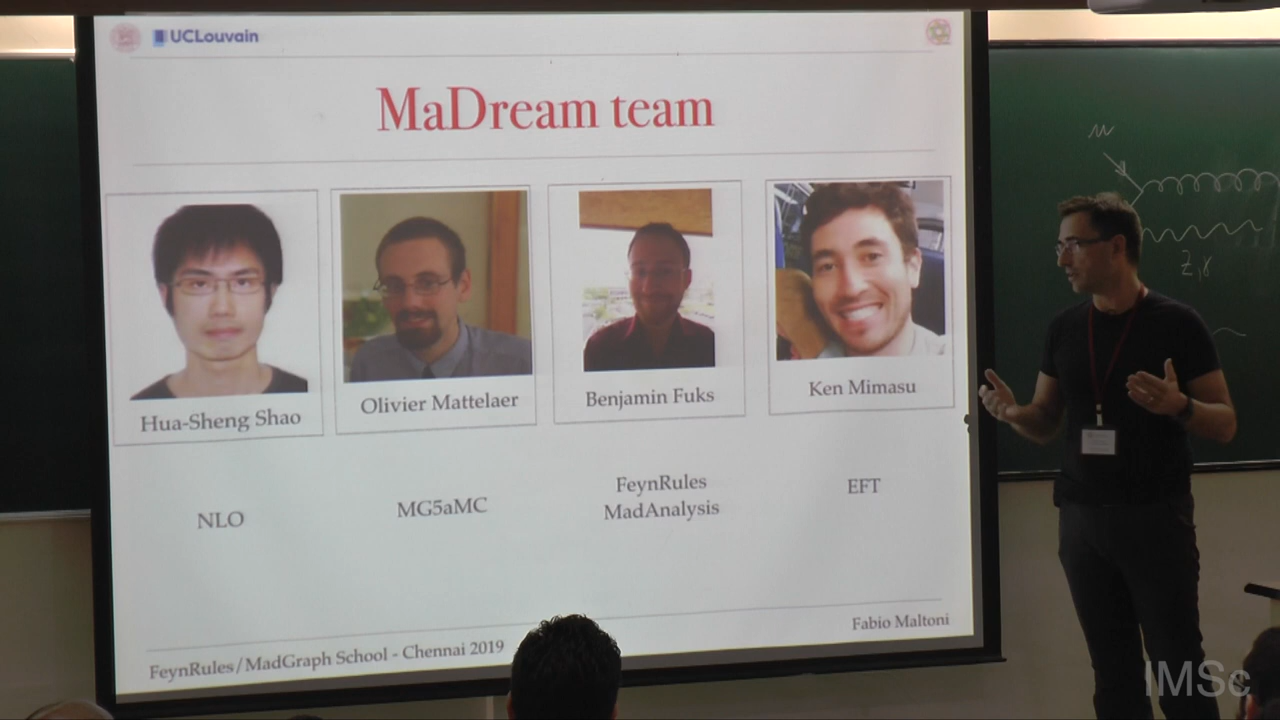 UCLouvain
MaDream team
Hua-Sheng Shao
Olivier Mattelaer
Benjamin Fuks
Ken Mimasu
NLO
MG5aMC
FeynRules
MadAnalysis
EFT
FeynRules/MadGraph School - Chennai 2019
Fabio Maltoni
Z,γ
IMSc